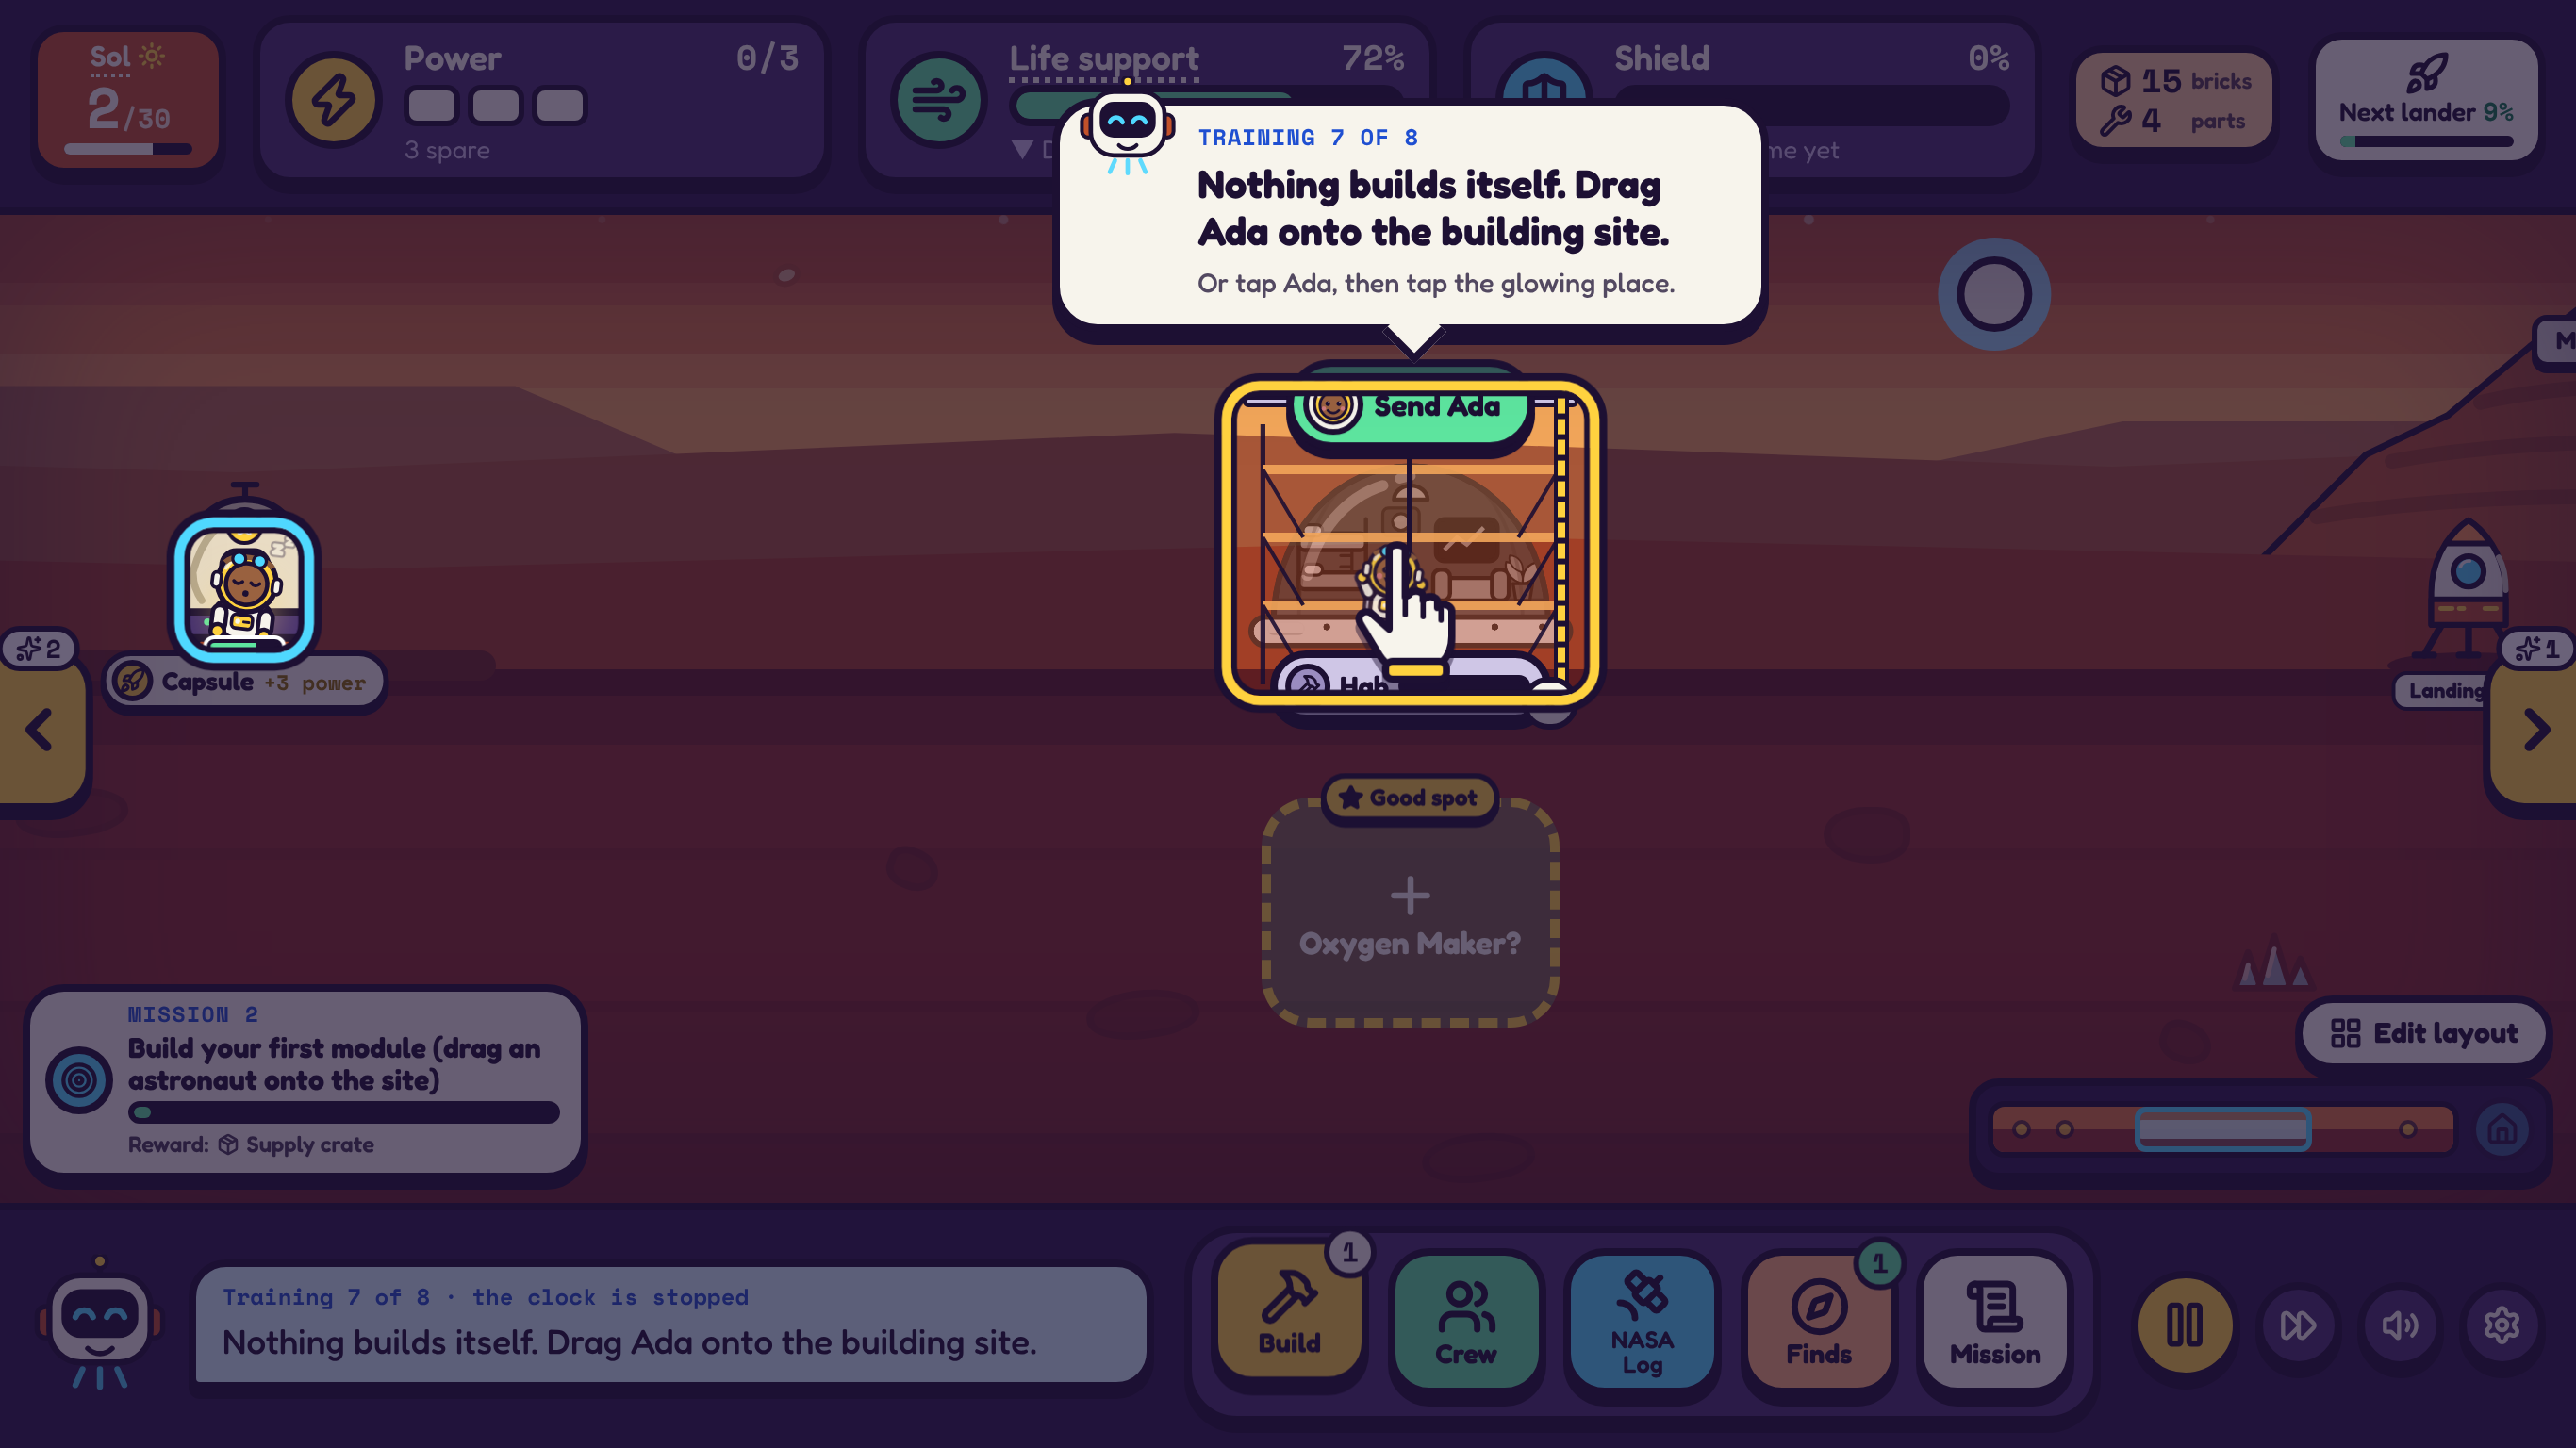 Sol
2/30
Power
0/3
3 spare
Life support
72%
Shield
0%
me yet
15 bricks
4 parts
Next lander 9%
TRAINING 7 OF 8
Nothing builds itself. Drag
Ada onto the building site.
Or tap Ada, then tap the glowing place.
Send Ada
2
Capsule +3 power
Hab
1
Landing
Good spot
Oxygen Maker?
MISSION 2
Build your first module (drag an
astronaut onto the site)
Reward: Supply crate
Edit layout
Training 7 of 8 · the clock is stopped
Nothing builds itself. Drag Ada onto the building site.
1
Build
Crew
NASA
Log
1
Finds
Mission